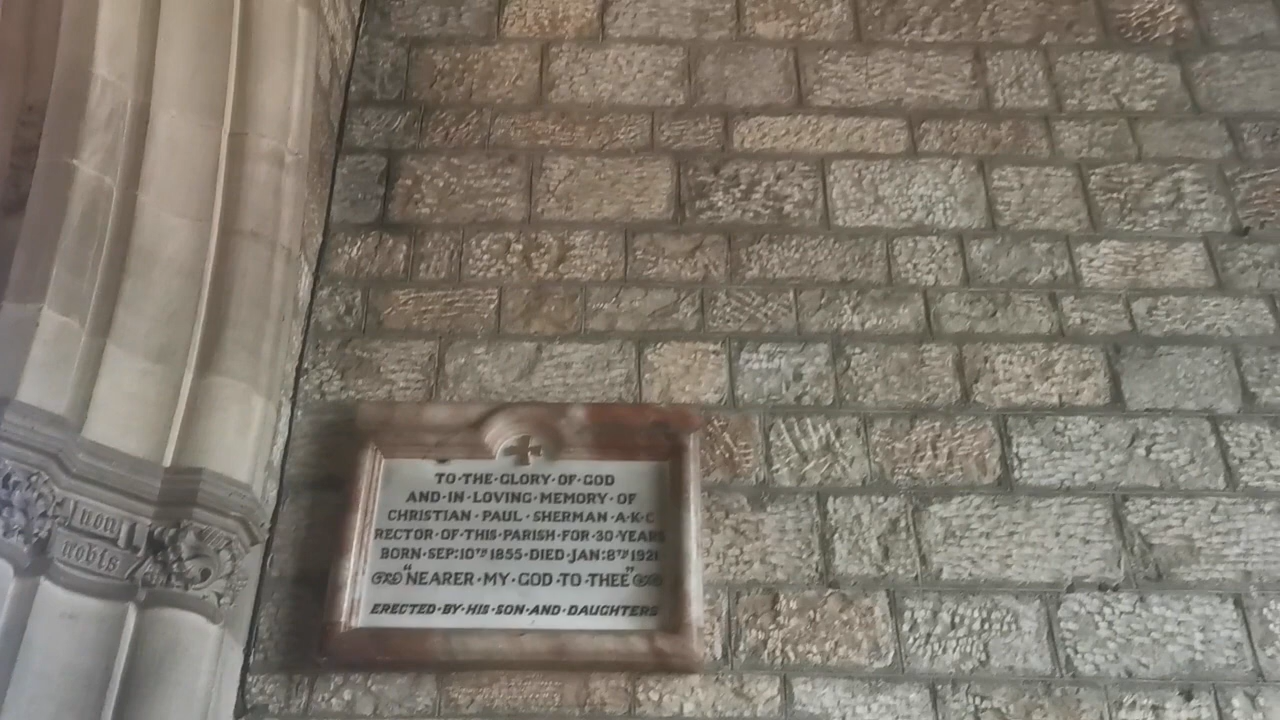 TO·THE·GLORY·OF·GOD
AND·IN·LOVING·MEMORY·OF
CHRISTIAN·PAUL·SHERMAN·A·K·C
RECTOR·OF·THIS·PARISH·FOR·30·YEARS
BORN·SEP:10TH 1855·DIED·JAN:8TH 1921
"NEARER·MY·GOD·TO·THEE"
ERECTED·BY·HIS·SON·AND·DAUGHTERS
nobis